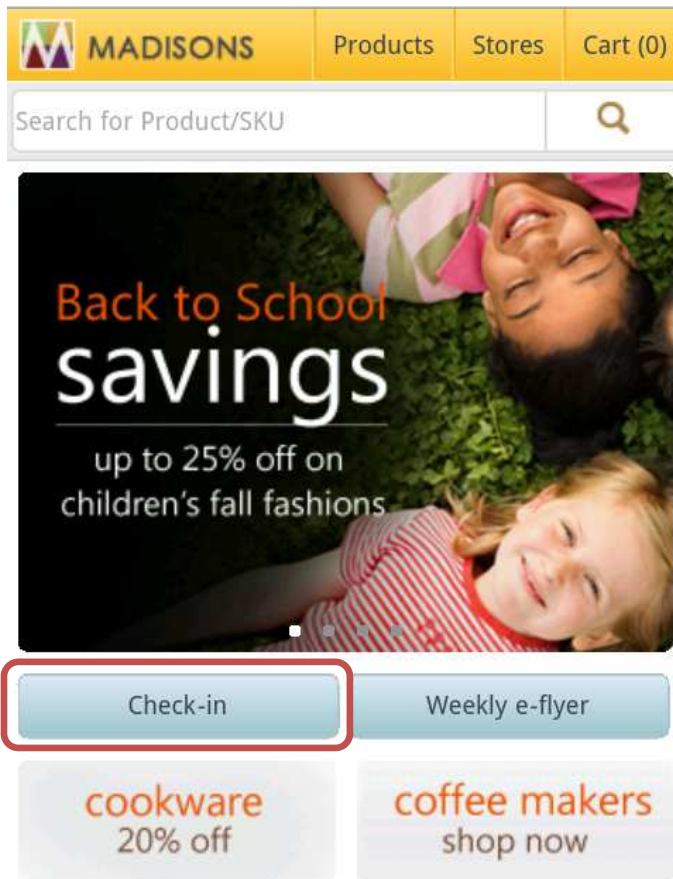 MADISONS
Products
Stores
Cart (0)
Search for Product/SKU
Back to School
savings
up to 25% off on
children's fall fashions
Check-in
Weekly e-flyer
cookware
20% off
coffee makers
shop now